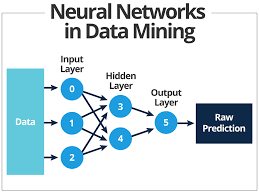 Neural Networks
in Data Mining
Input
Layer
Hidden
Layer
Output
Layer
Data
0
1
2
3
4
5
Raw
Prediction